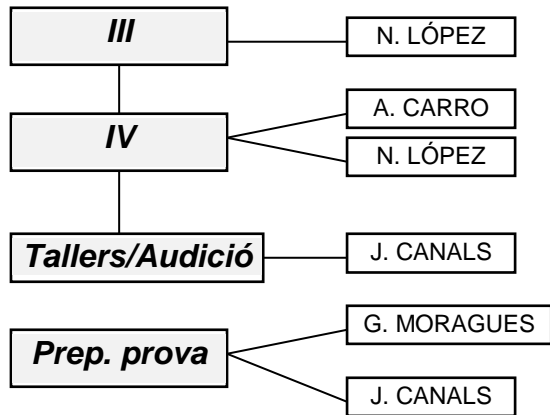 III
N. LÓPEZ
IV
A. CARRO
N. LÓPEZ
Tallers/Audició
J. CANALS
Prep. prova
G. MORAGUES
J. CANALS